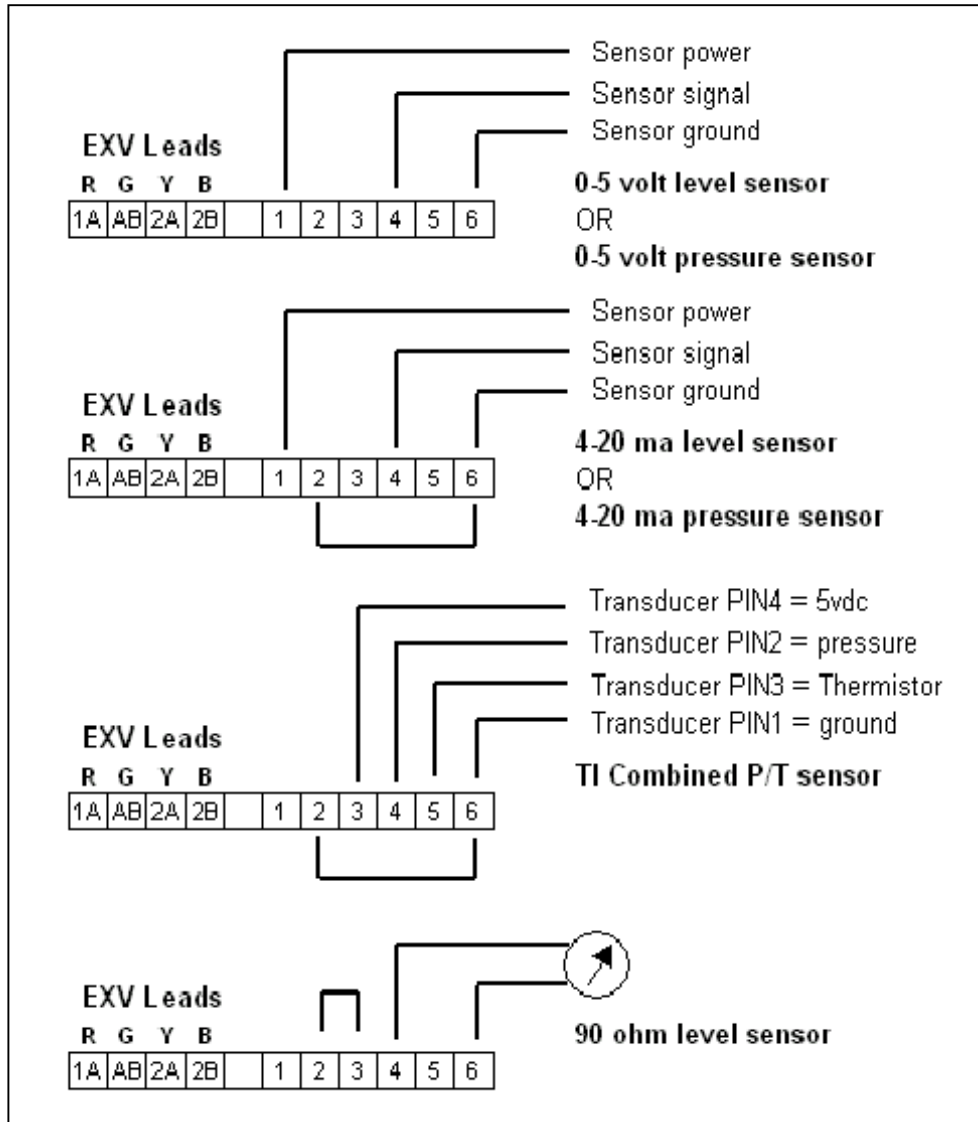 Sensor power
Sensor signal
Sensor ground
EXV Leads
R G Y B
1A AB 2A 2B 1 2 3 4 5 6
0-5 volt level sensor
OR
0-5 volt pressure sensor
Sensor power
Sensor signal
Sensor ground
EXV Leads
R G Y B
1A AB 2A 2B 1 2 3 4 5 6
4-20 ma level sensor
OR
4-20 ma pressure sensor
Transducer PIN4 = 5vdc
Transducer PIN2 = pressure
Transducer PIN3 = Thermistor
Transducer PIN1 = ground
EXV Leads
R G Y B
1A AB 2A 2B 1 2 3 4 5 6
TI Combined P/T sensor
EXV Leads
R G Y B
1A AB 2A 2B 1 2 3 4 5 6
90 ohm level sensor